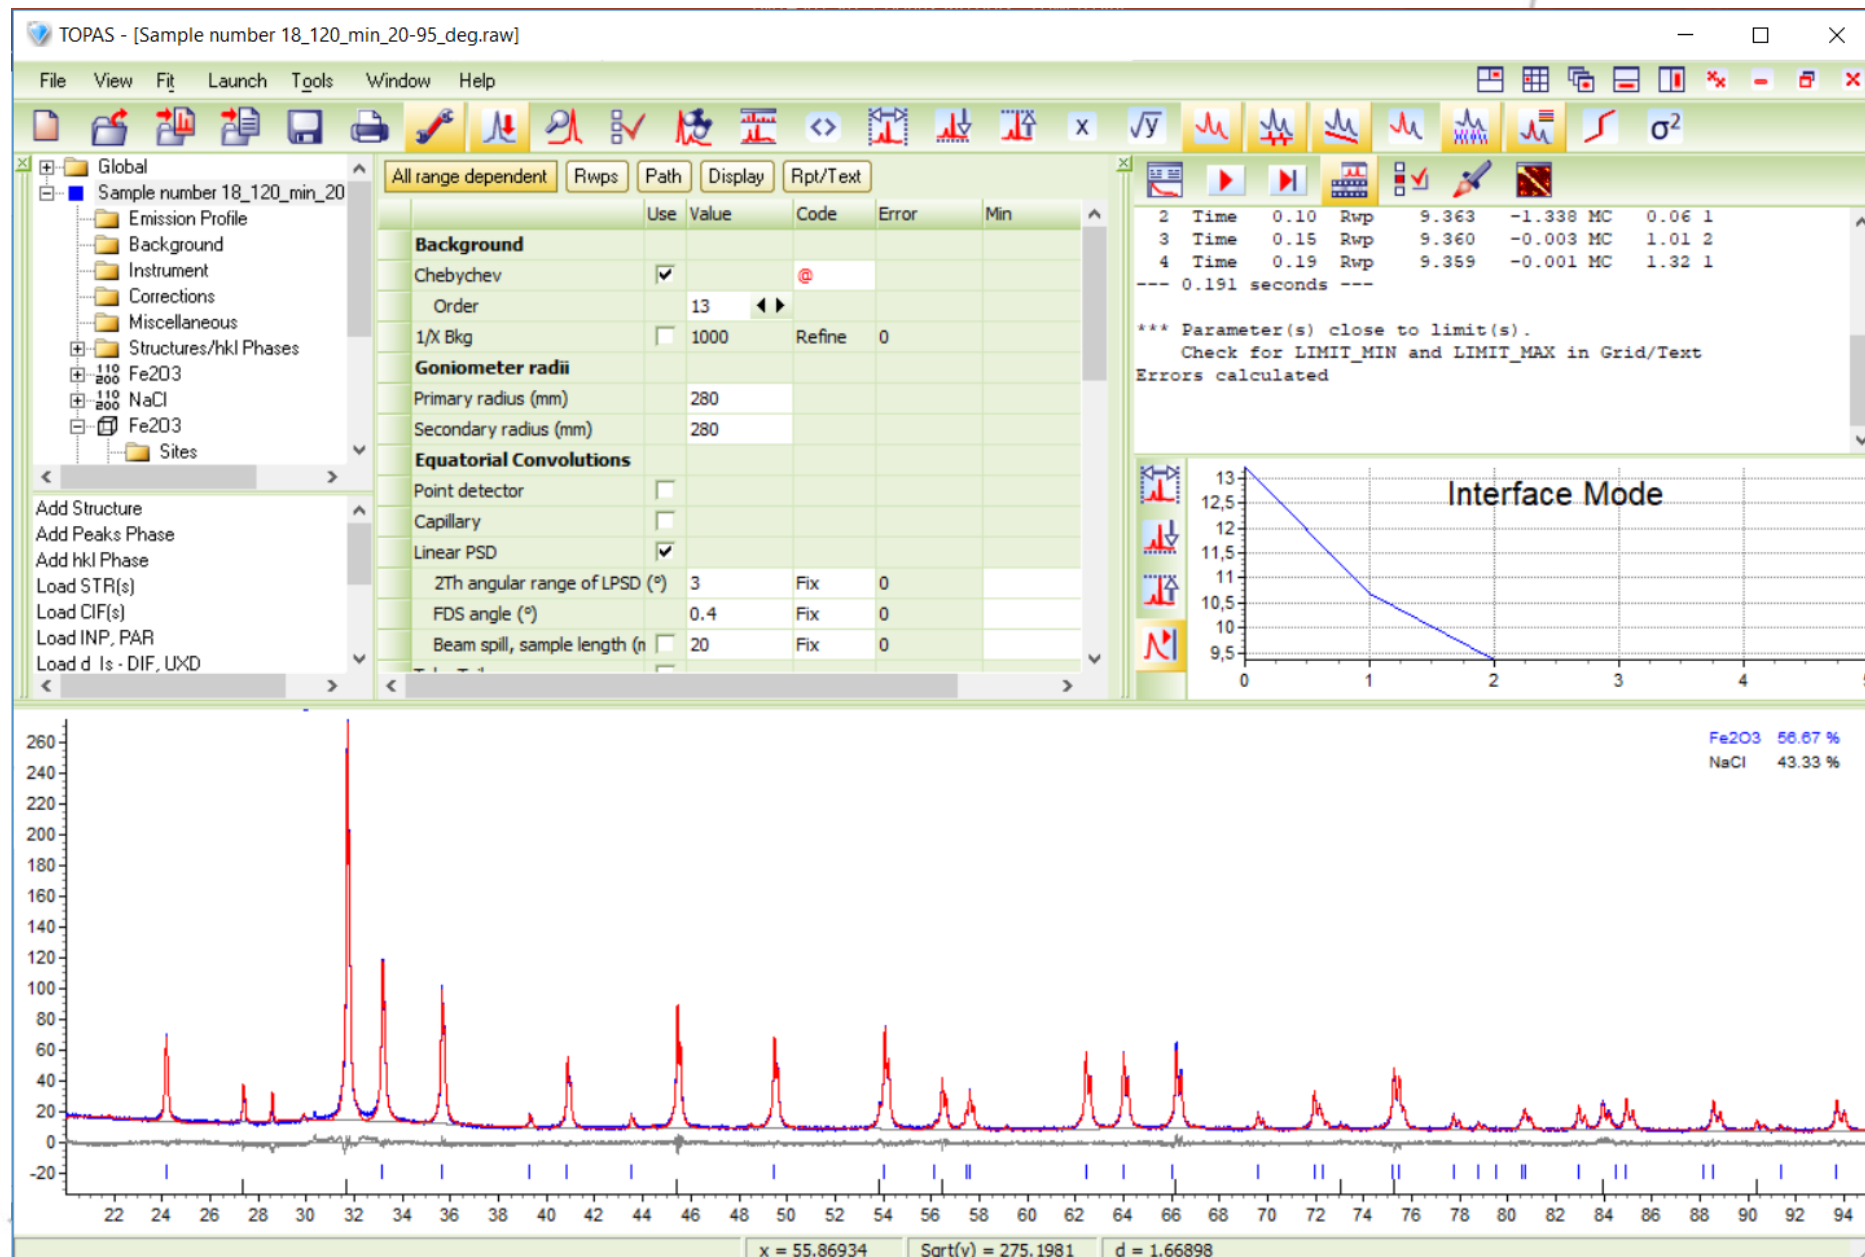 TOPAS - [Sample number 18_120_min_20-95_deg.raw]
File View Fit Launch Tools Window Help
x √y σ²
Global
Sample number 18_120_min_20
Emission Profile
Background
Instrument
Corrections
Miscellaneous
Structures/hkl Phases
Fe2O3
NaCl
Fe2O3
Sites
Add Structure
Add Peaks Phase
Add hkl Phase
Load STR(s)
Load CIF(s)
Load INP, PAR
Load d_Is - DIF, UXD
All range dependent Rwps Path Display Rpt/Text
Use Value Code Error Min
Background
Chebychev @
Order 13
1/X Bkg 1000 Refine 0
Goniometer radii
Primary radius (mm) 280
Secondary radius (mm) 280
Equatorial Convolutions
Point detector
Capillary
Linear PSD
2Th angular range of LPSD (°) 3 Fix 0
FDS angle (°) 0.4 Fix 0
Beam spill, sample length (n 20 Fix 0
2 Time 0.10 Rwp 9.363 -1.338 MC 0.06 1
3 Time 0.15 Rwp 9.360 -0.003 MC 1.01 2
4 Time 0.19 Rwp 9.359 -0.001 MC 1.32 1
--- 0.191 seconds ---
*** Parameter(s) close to limit(s).
Check for LIMIT_MIN and LIMIT_MAX in Grid/Text
Errors calculated
Interface Mode
13
12,5
12
11,5
11
10,5
10
9,5
0 1 2 3 4
Fe2O3 56.67 %
NaCl 43.33 %
260
240
220
200
180
160
140
120
100
80
60
40
20
0
-20
22 24 26 28 30 32 34 36 38 40 42 44 46 48 50 52 54 56 58 60 62 64 66 68 70 72 74 76 78 80 82 84 86 88 90 92 94
x = 55.86934 Sqrt(y) = 275.1981 d = 1.66898